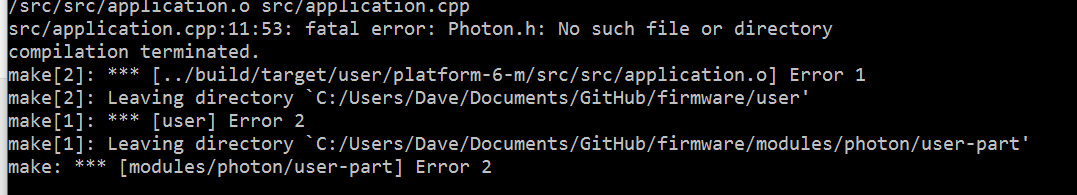 /src/src/application.o src/application.cpp
src/application.cpp:11:53: fatal error: Photon.h: No such file or directory
compilation terminated.
make[2]: *** [../build/target/user/platform-6-m/src/src/application.o] Error 1
make[2]: Leaving directory `C:/Users/Dave/Documents/GitHub/firmware/user'
make[1]: *** [user] Error 2
make[1]: Leaving directory `C:/Users/Dave/Documents/GitHub/firmware/modules/photon/user-part'
make: *** [modules/photon/user-part] Error 2